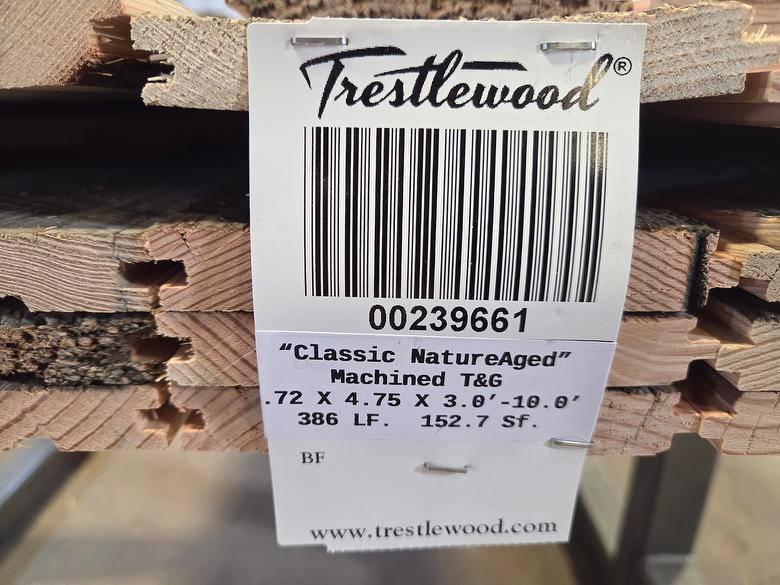 Trestlewood®
00239661
“Classic NatureAged”
Machined T&G
.72 X 4.75 X 3.0’-10.0’
386 LF. 152.7 Sf.
BF
www.trestlewood.com